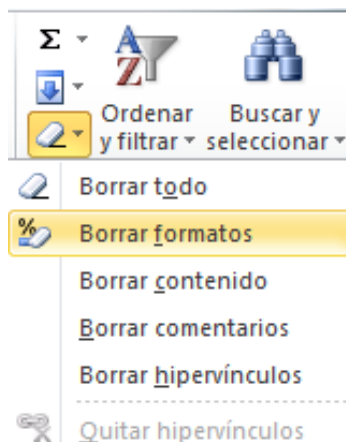 Σ
A
Z
Ordenar
y filtrar
Buscar y
seleccionar
Borrar todo
%
Borrar formatos
Borrar contenido
Borrar comentarios
Borrar hipervínculos
Quitar hipervínculos